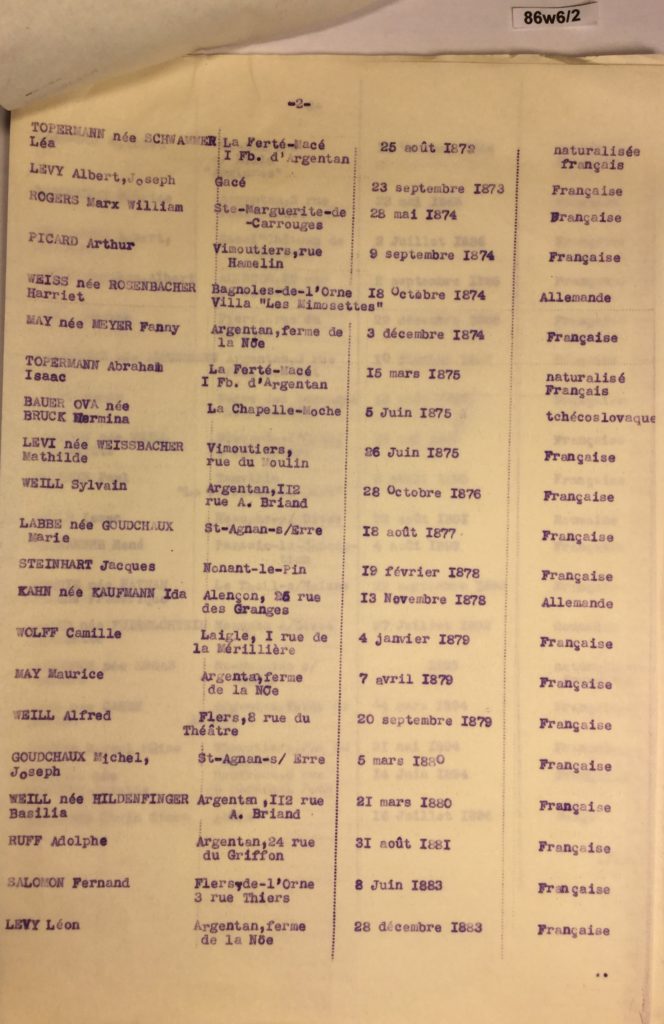 86w6/2
-2-
TOPERMANN née SCHWAMMER La Ferté-Macé 25 août 1872 naturalisée
Léa I Fb. d'Argentan français
LEVY Albert,Joseph Gacé 23 septembre 1873 Française
ROGERS Marx William Ste-Marguerite-de 28 mai 1874 Française
-Carrouges
PICARD Arthur Vimoutiers,rue 9 septembre 1874 Française
Hamelin
WEISS née ROSENBACHER Bagnoles-de-l'Orne 18 Octobre 1874 Allemande
Harriet Villa "Les Mimosettes"
MAY née MEYER Fanny Argentan,ferme de 3 décembre 1874 Française
la Nöe
TOPERMANN Abraham La Ferté-Macé 15 mars 1875 naturalisé
Isaac I Fb. d'Argentan Français
BAUER OVA née La Chapelle-Moche 5 Juin 1875 tchécoslovaque
BRUCK Hermina
LEVI née WEISSBACHER Vimoutiers, 26 Juin 1875 Française
Mathilde rue du Moulin
WEILL Sylvain Argentan,112 28 Octobre 1876 Française
rue A. Briand
LABBE née GOUDCHAUX St-Agnan-s/Erre 18 août 1877 Française
Marie
STEINHART Jacques Nonant-le-Pin 19 février 1878 Française
KAHN née KAUFMANN Ida Alençon, 26 rue 13 Novembre 1878 Allemande
des Granges
WOLFF Camille Laigle, I rue de 4 janvier 1879 Française
la Mérillière
MAY Maurice Argentan,ferme 7 avril 1879 Française
de la Nöe
WEILL Alfred Flers,8 rue du 20 septembre 1879 Française
Théâtre
GOUDCHAUX Michel, St-Agnan-s/ Erre 5 mars 1880 Française
Joseph
WEILL née HILDENFINGER Argentan ,112 rue 21 mars 1880 Française
Basilia A. Briand
RUFF Adolphe Argentan,24 rue 31 août 1881 Française
du Griffon
SALOMON Fernand Flers-de-l'Orne 8 Juin 1883 Française
3 rue Thiers
LEVY Léon Argentan,ferme 28 décembre 1883 Française
de la Nöe
..